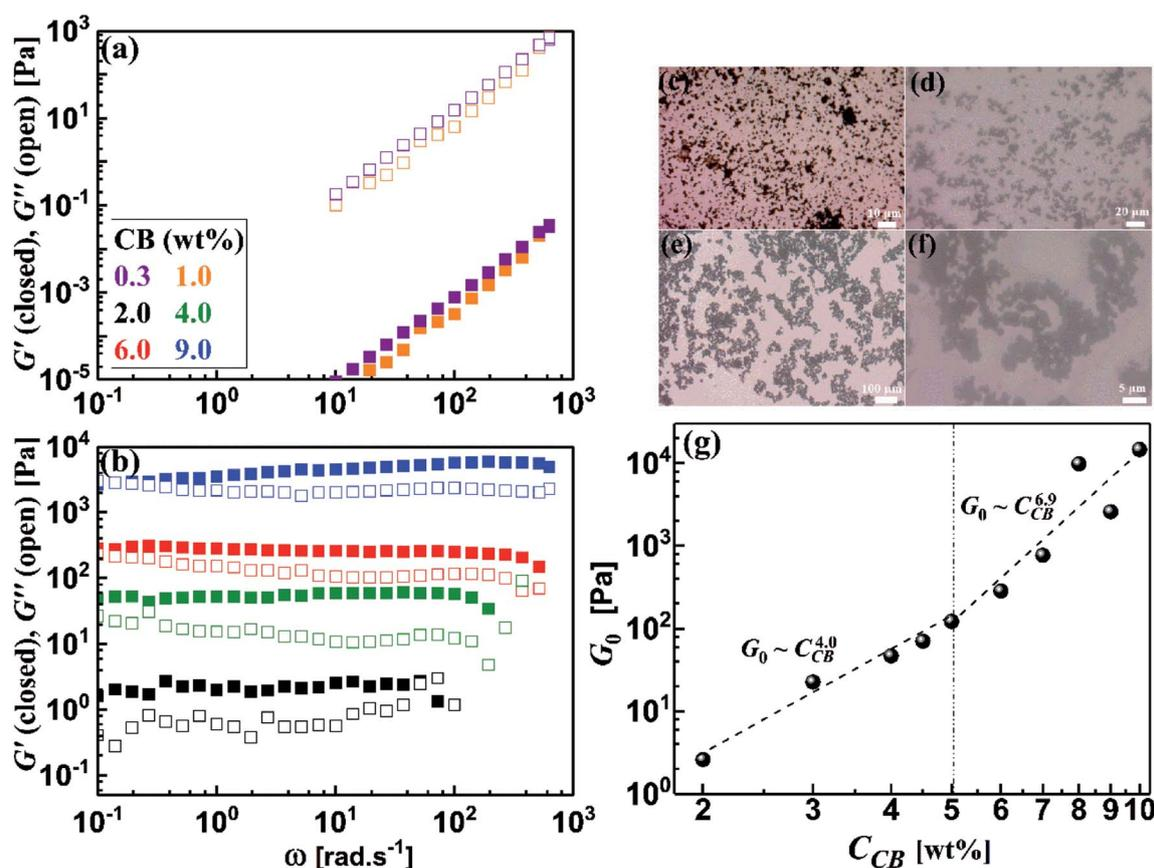 (a)
G′ (closed), G″ (open) [Pa]
10³
10¹
10⁻¹
10⁻³
10⁻⁵
CB (wt%)
0.3 1.0
2.0 4.0
6.0 9.0
10⁻¹ 10⁰ 10¹ 10² 10³
(b)
G′ (closed), G″ (open) [Pa]
10⁴
10³
10²
10¹
10⁰
10⁻¹
10⁻¹ 10⁰ 10¹ 10² 10³
ω [rad.s⁻¹]
(c)
10 µm
(d)
20 µm
(e)
100 µm
(f)
5 µm
(g)
G₀ [Pa]
10⁴
10³
10²
10¹
10⁰
G₀ ~ C_CB^6.9
G₀ ~ C_CB^4.0
2 3 4 5 6 7 8 9 10
C_CB [wt%]